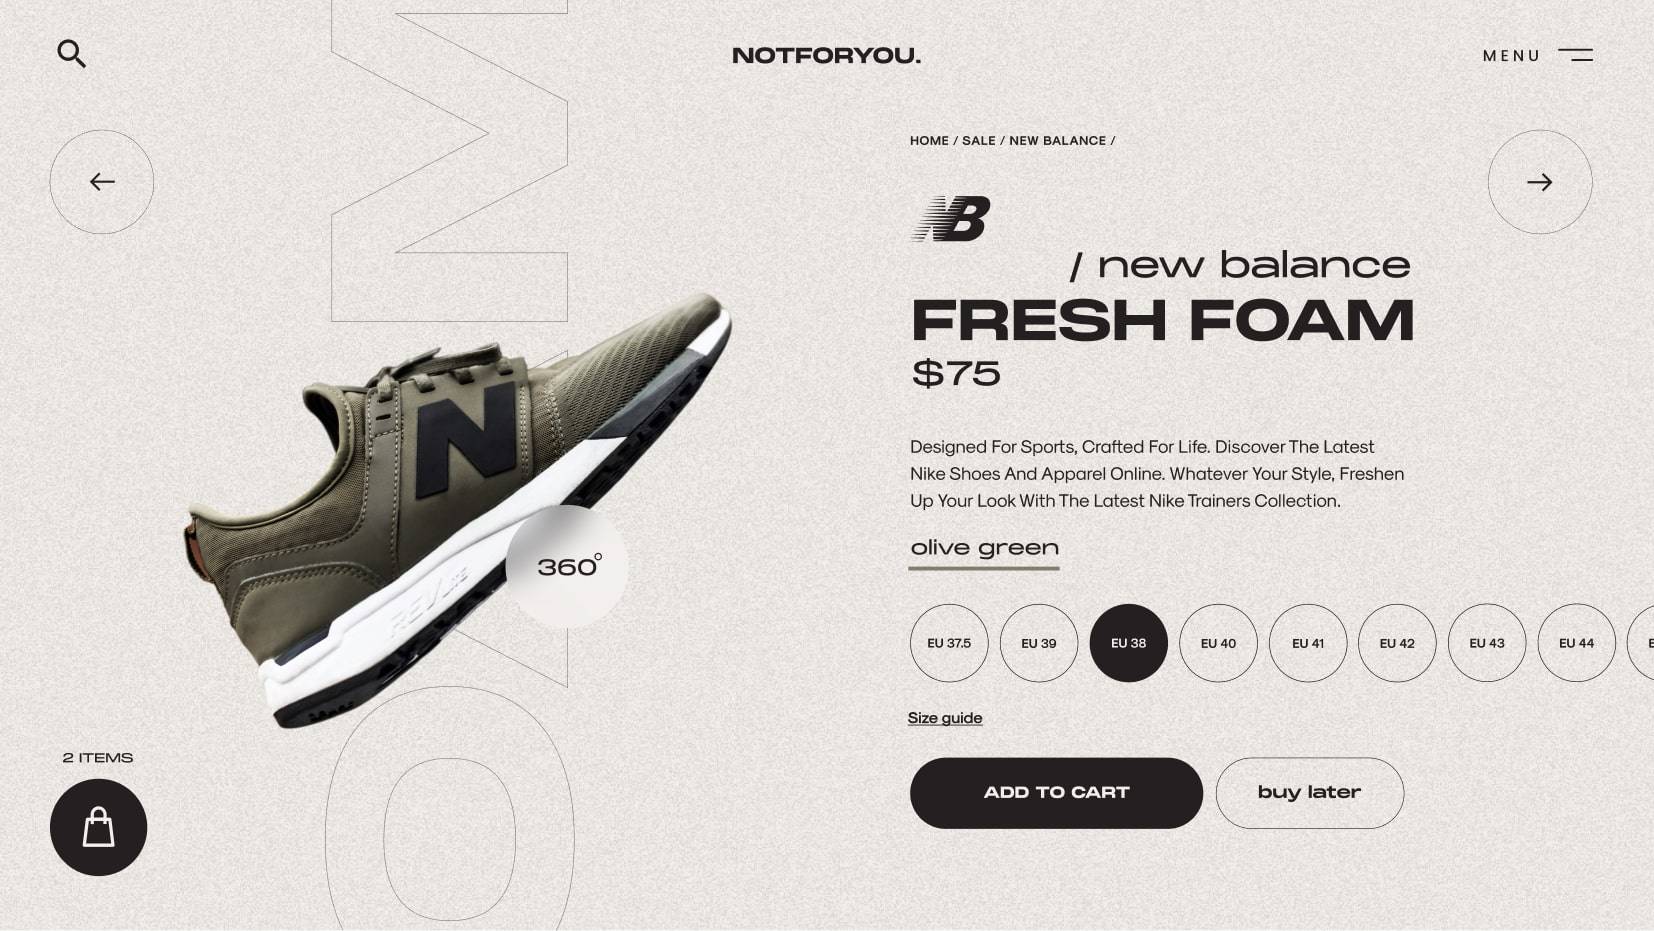 NOTFORYOU.
MENU
HOME / SALE / NEW BALANCE /
NB
/ new balance
FRESH FOAM
$75
Designed For Sports, Crafted For Life. Discover The Latest
Nike Shoes And Apparel Online. Whatever Your Style, Freshen
Up Your Look With The Latest Nike Trainers Collection.
olive green
EU 37.5 EU 39 EU 38 EU 40 EU 41 EU 42 EU 43 EU 44
Size guide
ADD TO CART buy later
N
REVlite
360°
2 ITEMS